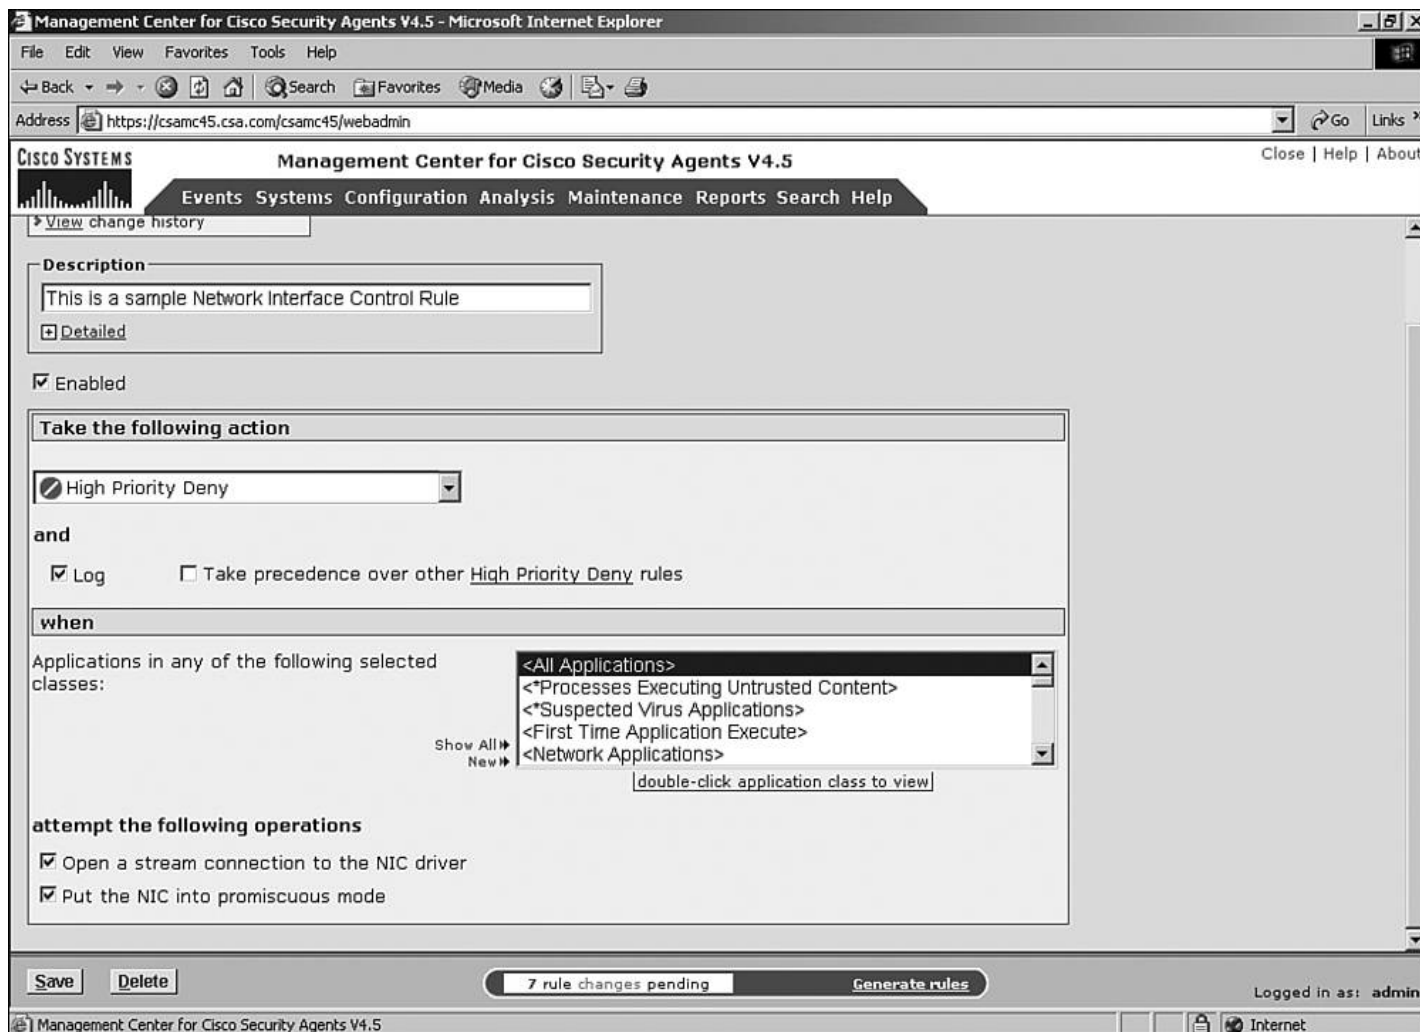 Management Center for Cisco Security Agents V4.5 - Microsoft Internet Explorer
File Edit View Favorites Tools Help
Back Search Favorites Media
Address https://csamc45.csa.com/csamc45/webadmin Go Links »
CISCO SYSTEMS
Management Center for Cisco Security Agents V4.5
Close | Help | About
Events Systems Configuration Analysis Maintenance Reports Search Help
View change history
Description
This is a sample Network Interface Control Rule
Detailed
Enabled
Take the following action
High Priority Deny
and
Log Take precedence over other High Priority Deny rules
when
Applications in any of the following selected
classes:
<All Applications>
<*Processes Executing Untrusted Content>
<*Suspected Virus Applications>
<First Time Application Execute>
<Network Applications>
Show All
New
double-click application class to view
attempt the following operations
Open a stream connection to the NIC driver
Put the NIC into promiscuous mode
Save Delete 7 rule changes pending Generate rules
Logged in as: admin
Management Center for Cisco Security Agents V4.5 Internet